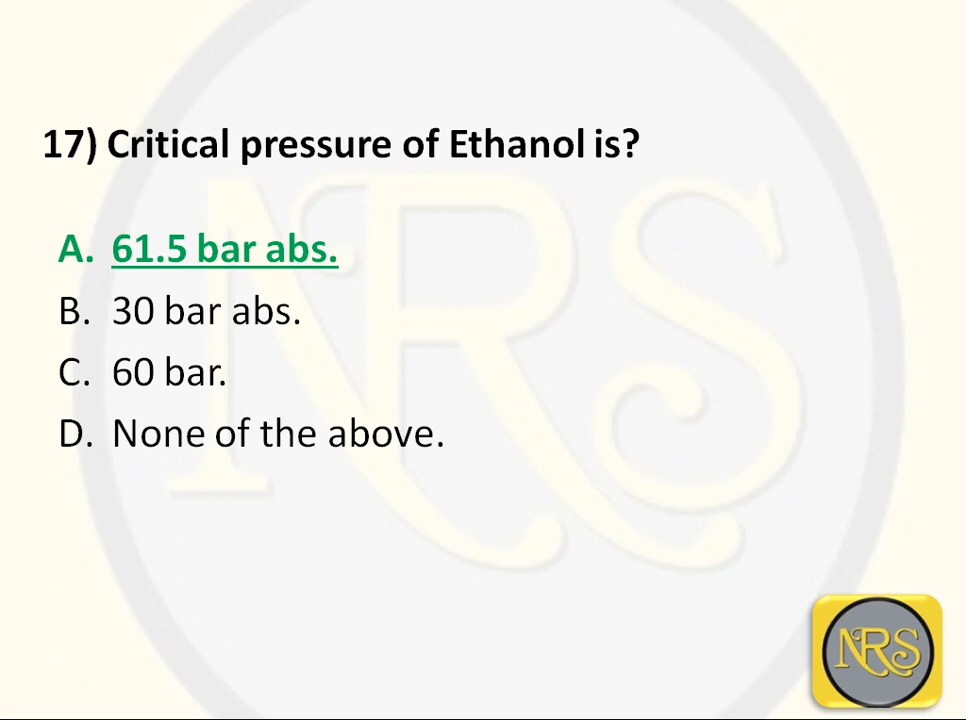 17) Critical pressure of Ethanol is?
A. 61.5 bar abs.
B. 30 bar abs.
C. 60 bar.
D. None of the above.
NRS
NRS